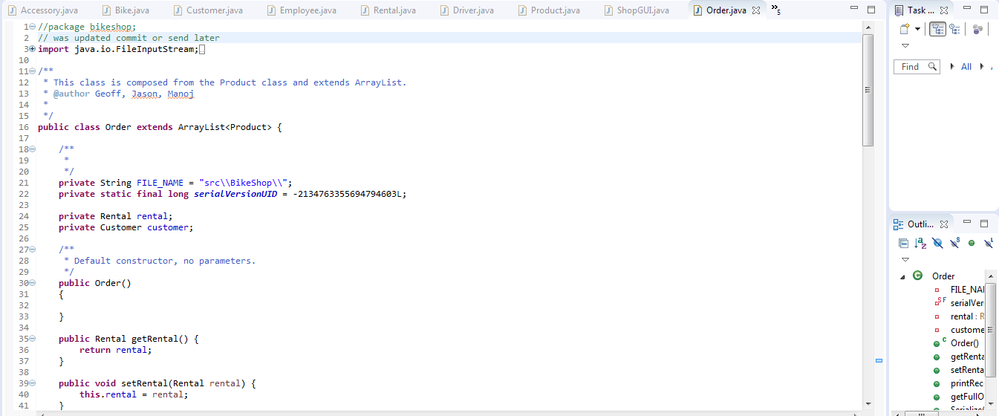 Accessory.java Bike.java Customer.java Employee.java Rental.java Driver.java Product.java ShopGUI.java Order.java »5
1 //package bikeshop;
2 // was updated commit or send later
3 import java.io.FileInputStream;
10
11 /**
12 * This class is composed from the Product class and extends ArrayList.
13 * @author Geoff, Jason, Manoj
14 *
15 */
16 public class Order extends ArrayList<Product> {
17
18 /**
19 *
20 */
21 private String FILE_NAME = "src\\BikeShop\\";
22 private static final long serialVersionUID = -2134763355694794603L;
23
24 private Rental rental;
25 private Customer customer;
26
27 /**
28 * Default constructor, no parameters.
29 */
30 public Order()
31 {
32
33 }
34
35 public Rental getRental() {
36 return rental;
37 }
38
39 public void setRental(Rental rental) {
40 this.rental = rental;
41 }
Task ...
Find All
Outli...
Order
FILE_NAI
serialVer
rental : R
custome
Order()
getRenta
setRenta
printRec
getFullO